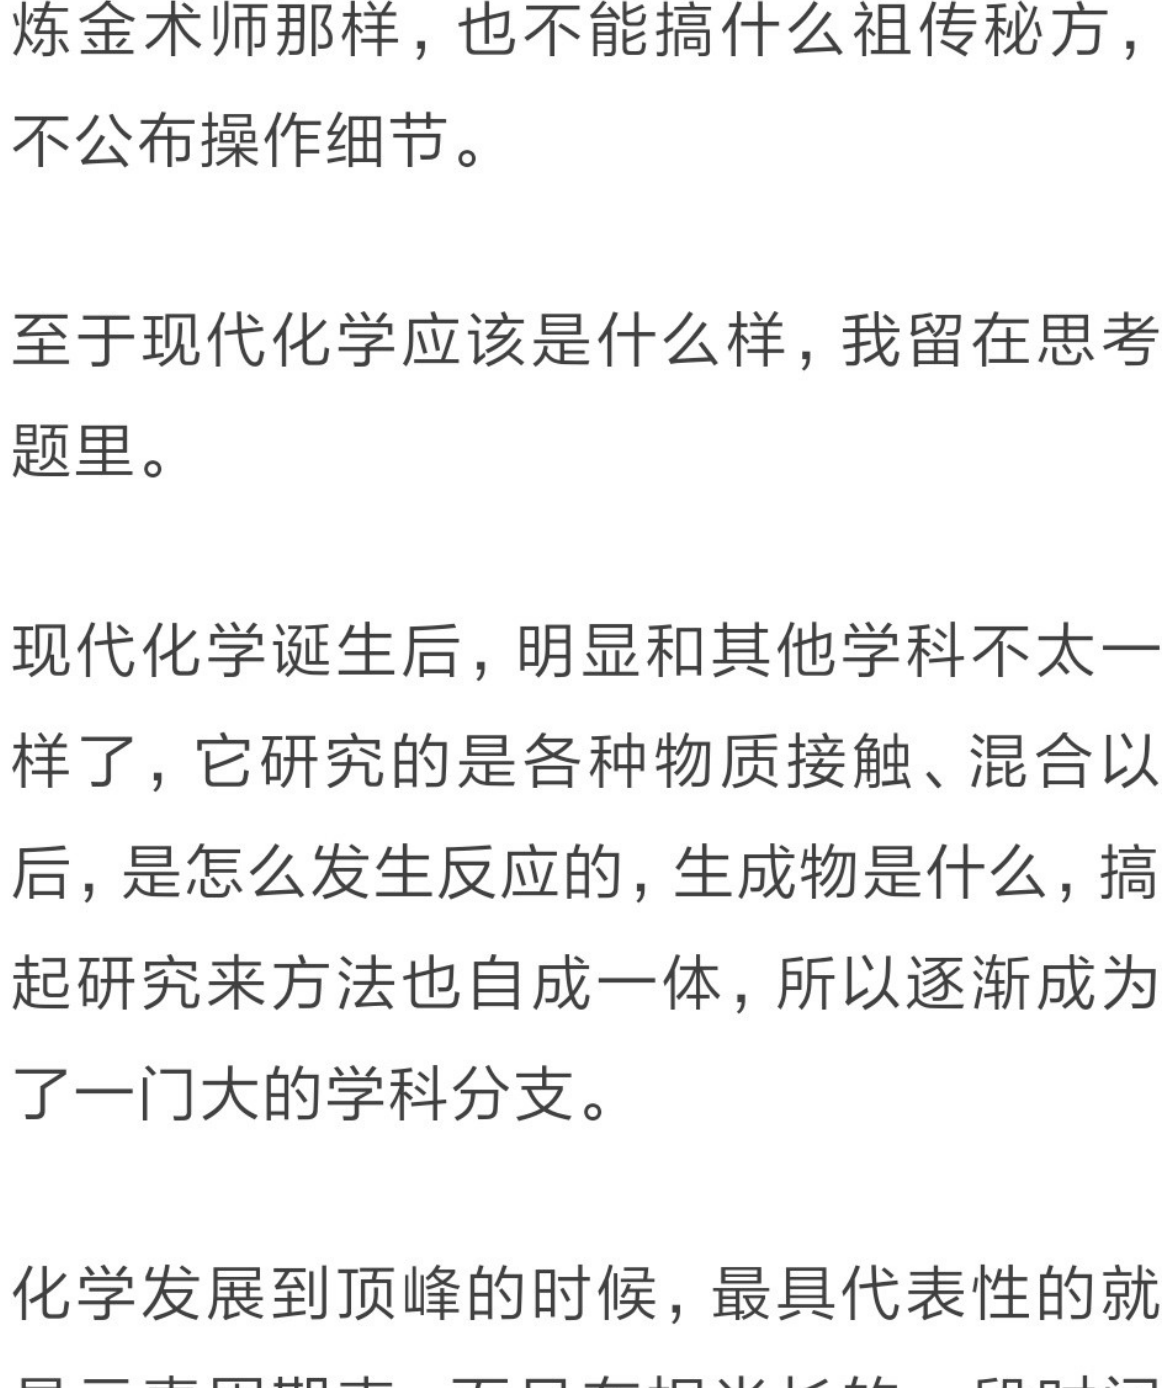 炼金术师那样，也不能搞什么祖传秘方，
不公布操作细节。
至于现代化学应该是什么样，我留在思考
题里。
现代化学诞生后，明显和其他学科不太一
样了，它研究的是各种物质接触、混合以
后，是怎么发生反应的，生成物是什么，搞
起研究来方法也自成一体，所以逐渐成为
了一门大的学科分支。
化学发展到顶峰的时候，最具代表性的就